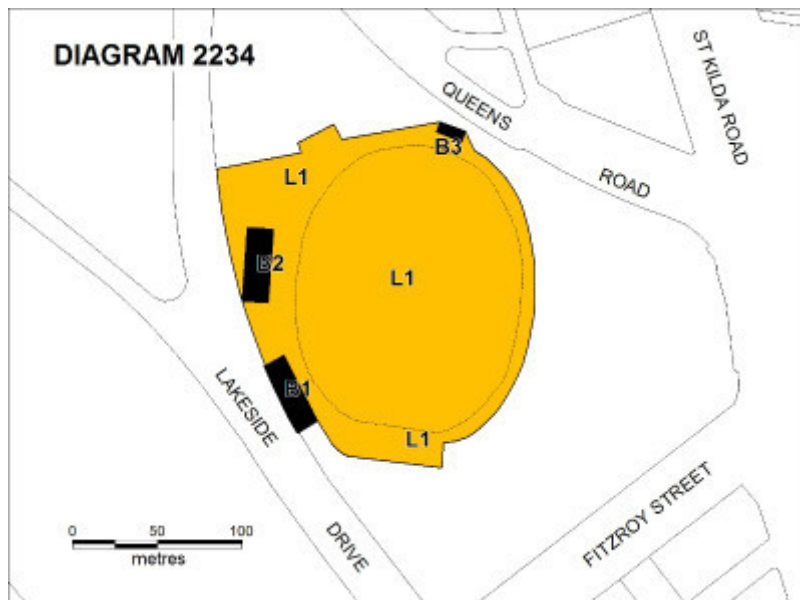 DIAGRAM 2234
ST KILDA ROAD
QUEENS
ROAD
B3
L1
B2
L1
B1
L1
LAKESIDE
DRIVE
FITZROY STREET
0 50 100
metres